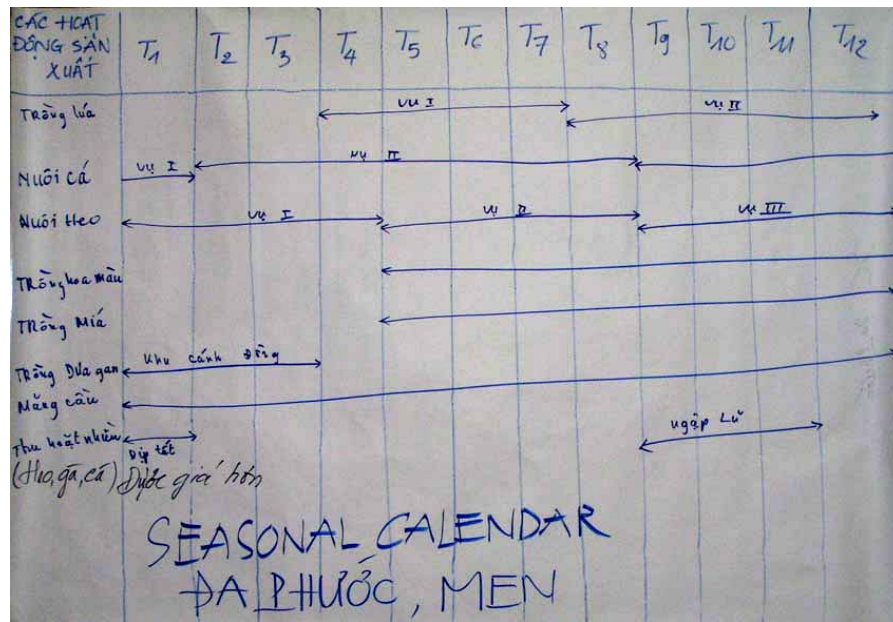 CÁC HOẠT
ĐỘNG SẢN
XUẤT
T1 T2 T3 T4 T5 T6 T7 T8 T9 T10 T11 T12
Trồng lúa vụ I vụ II
Nuôi cá vụ I vụ II
Nuôi Heo vụ I vụ II vụ III
Trồng hoa màu
Trồng Mía
Trồng Dưa gan Khu cánh đồng
Mãng cầu
Thu hoạt nhiều Dịp tết ngập Lũ
(Heo, gà, cá) Được giá hơn
SEASONAL CALENDAR
ĐA PHƯỚC, MEN